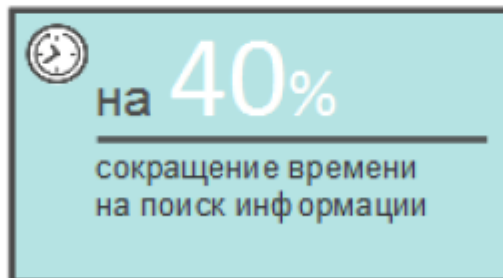 на 40%
сокращение времени
на поиск информации